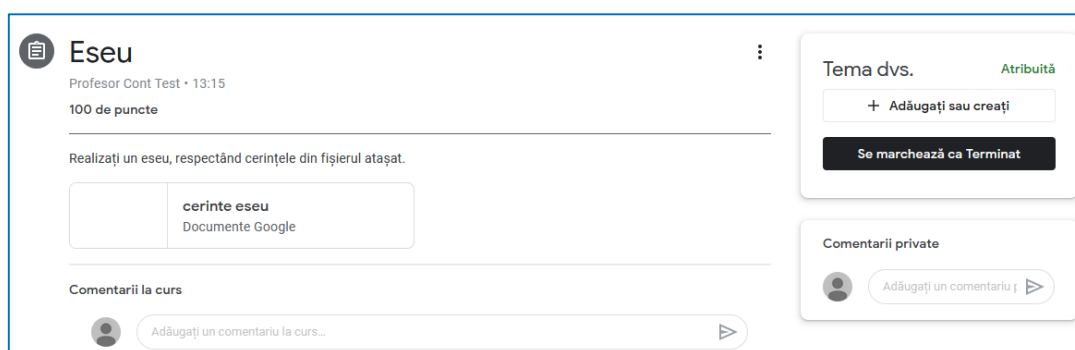 Eseu
Profesor Cont Test • 13:15
100 de puncte
Realizați un eseu, respectând cerințele din fișierul atașat.
cerinte eseu
Documente Google
Comentarii la curs
Adăugați un comentariu la curs...
Tema dvs.
Atribuită
+ Adăugați sau creați
Se marchează ca Terminat
Comentarii private
Adăugați un comentariu